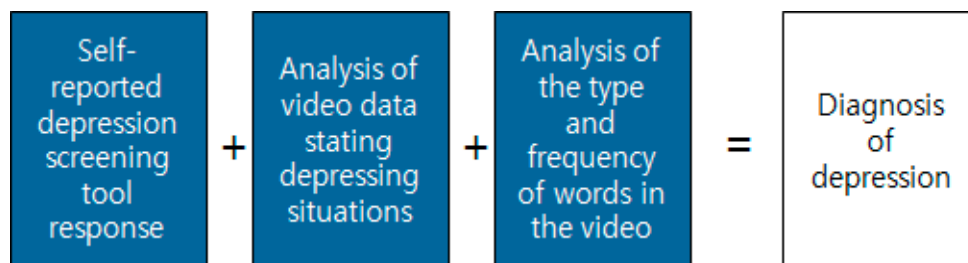 Self-
reported
depression
screening
tool
response
+
Analysis of
video data
stating
depressing
situations
+
Analysis of
the type
and
frequency
of words in
the video
=
Diagnosis
of
depression